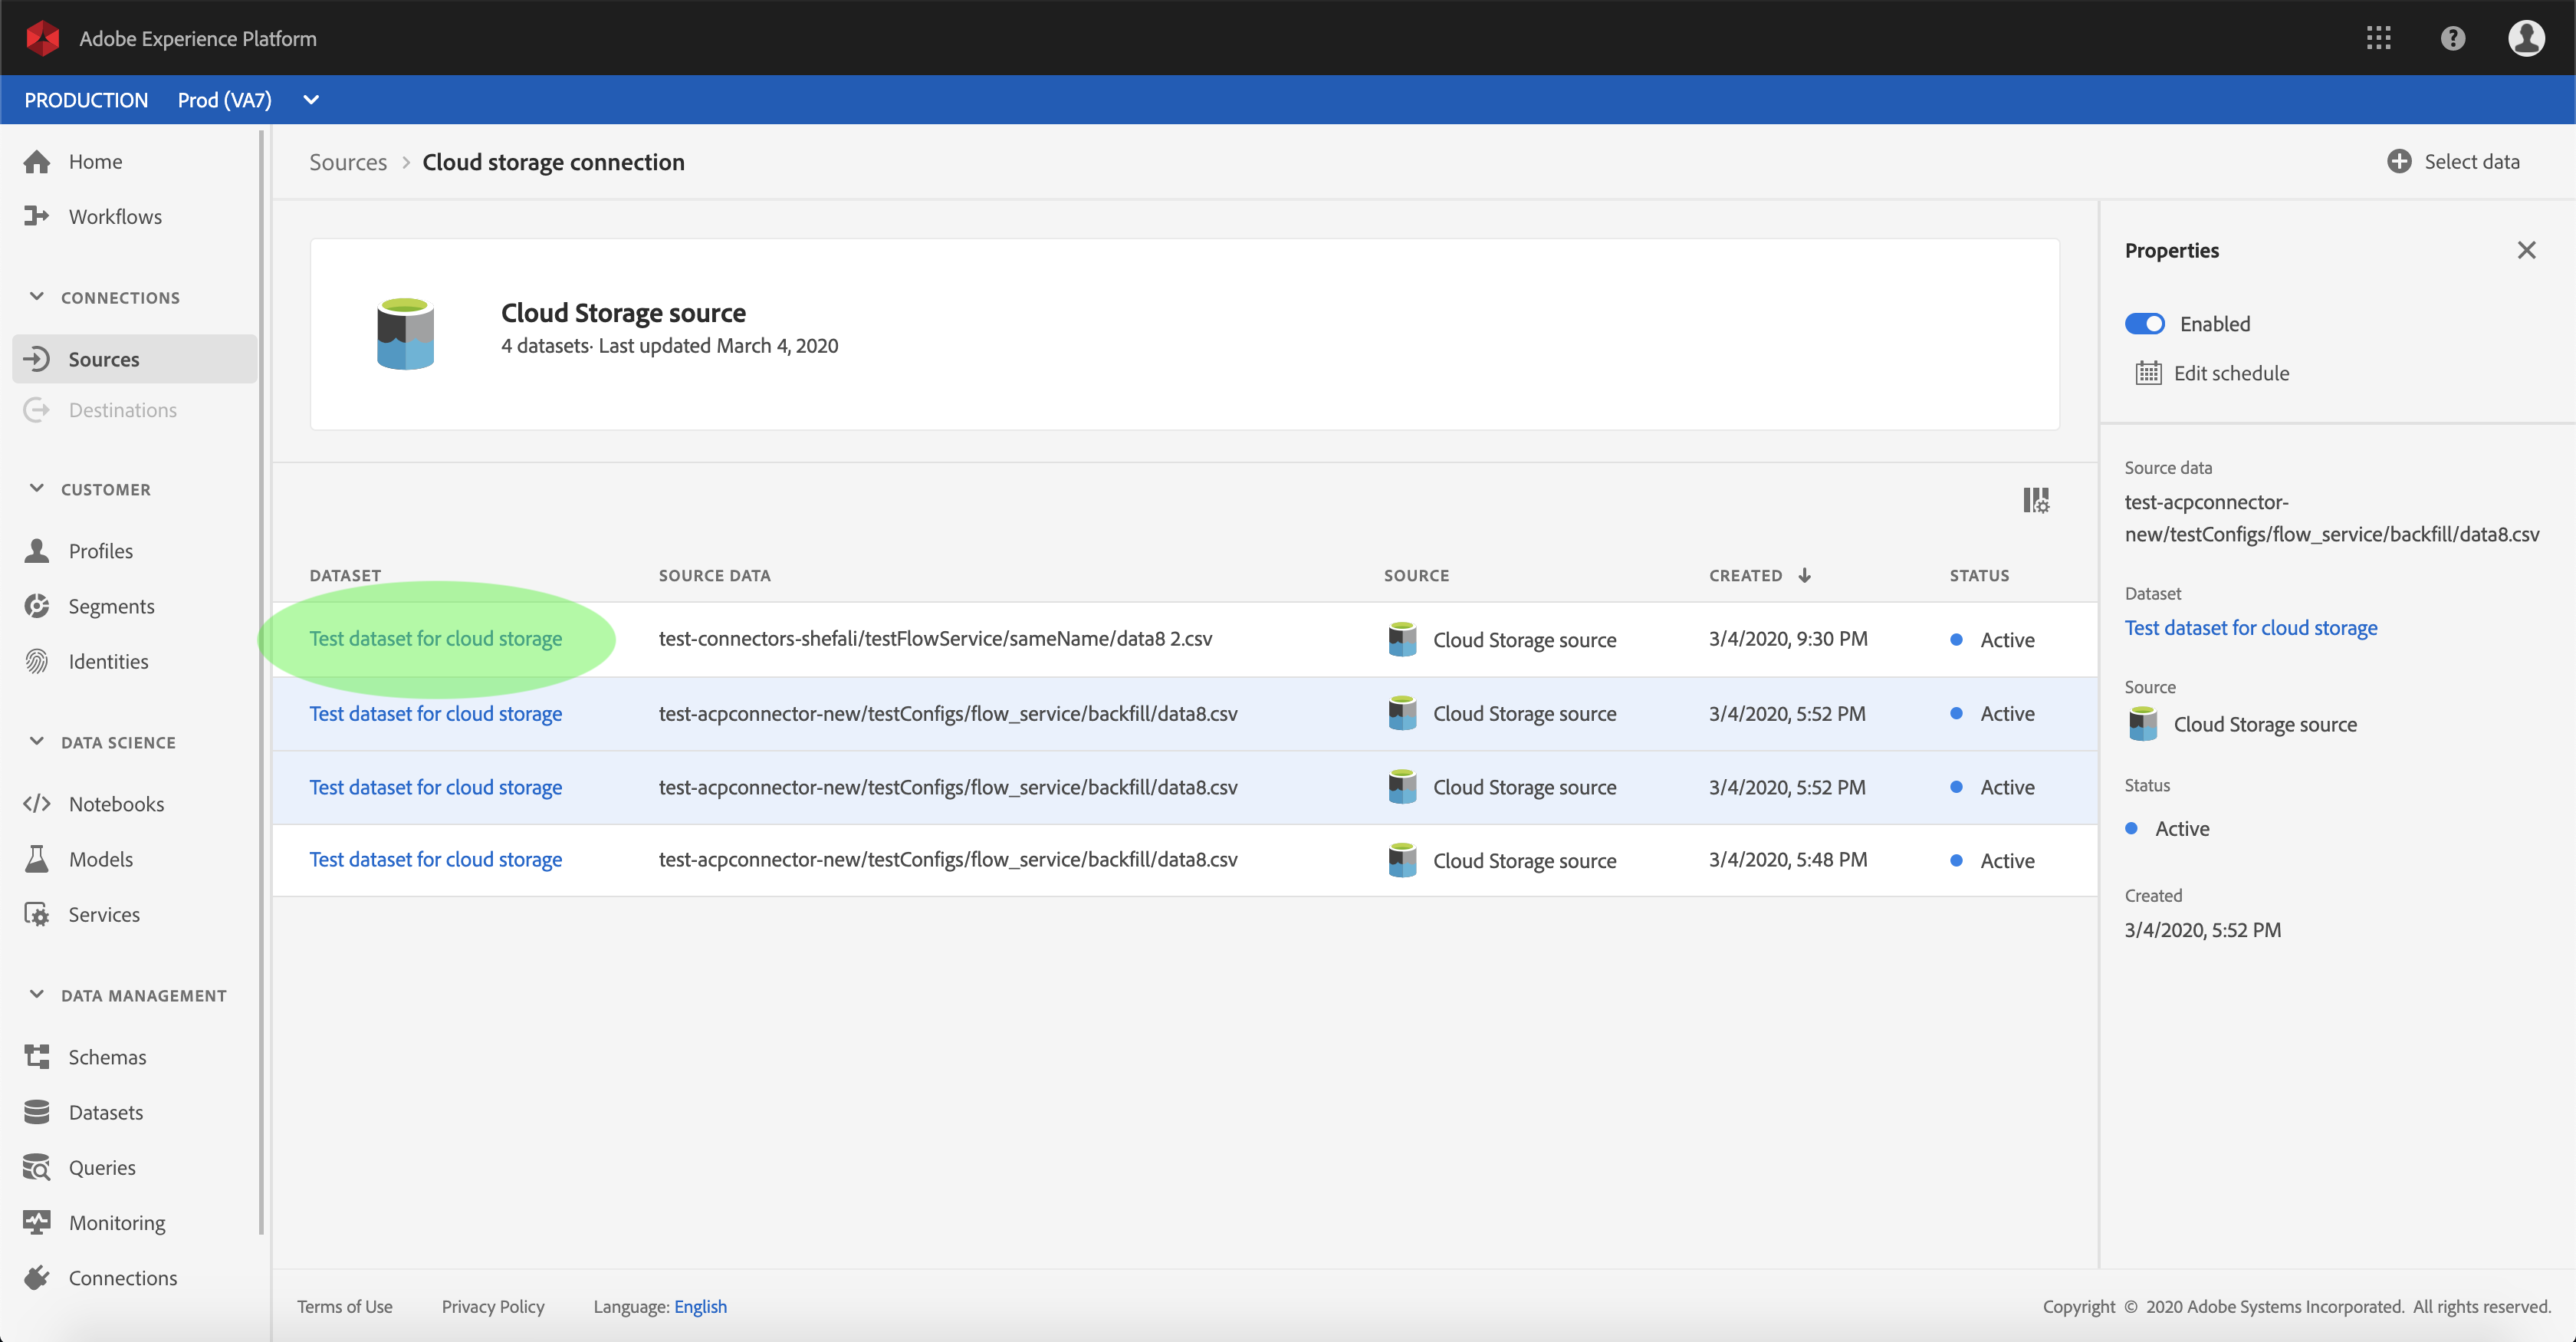 Adobe Experience Platform
PRODUCTION Prod (VA7)
Home
Workflows
CONNECTIONS
Sources
Destinations
CUSTOMER
Profiles
Segments
Identities
DATA SCIENCE
Notebooks
Models
Services
DATA MANAGEMENT
Schemas
Datasets
Queries
Monitoring
Connections
Sources > Cloud storage connection
Select data
Cloud Storage source
4 datasets· Last updated March 4, 2020
DATASET SOURCE DATA SOURCE CREATED STATUS
Test dataset for cloud storage test-connectors-shefali/testFlowService/sameName/data8 2.csv Cloud Storage source 3/4/2020, 9:30 PM Active
Test dataset for cloud storage test-acpconnector-new/testConfigs/flow_service/backfill/data8.csv Cloud Storage source 3/4/2020, 5:52 PM Active
Test dataset for cloud storage test-acpconnector-new/testConfigs/flow_service/backfill/data8.csv Cloud Storage source 3/4/2020, 5:52 PM Active
Test dataset for cloud storage test-acpconnector-new/testConfigs/flow_service/backfill/data8.csv Cloud Storage source 3/4/2020, 5:48 PM Active
Properties
Enabled
Edit schedule
Source data
test-acpconnector-
new/testConfigs/flow_service/backfill/data8.csv
Dataset
Test dataset for cloud storage
Source
Cloud Storage source
Status
Active
Created
3/4/2020, 5:52 PM
Terms of Use Privacy Policy Language: English
Copyright © 2020 Adobe Systems Incorporated. All rights reserved.